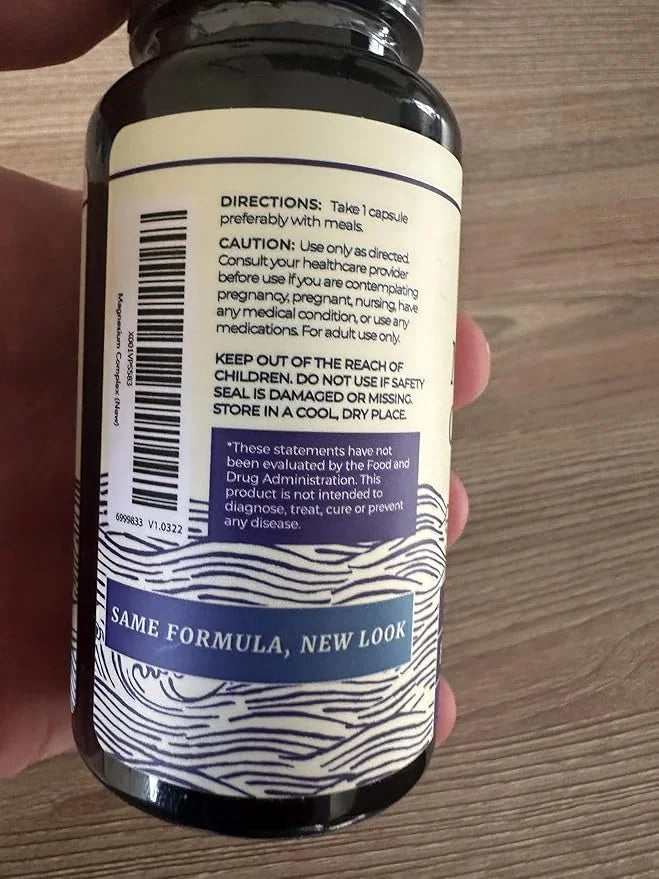 DIRECTIONS: Take 1 capsule
preferably with meals.
CAUTION: Use only as directed.
Consult your healthcare provider
before use if you are contemplating
pregnancy, pregnant, nursing, have
any medical condition, or use any
medications. For adult use only.
KEEP OUT OF THE REACH OF
CHILDREN. DO NOT USE IF SAFETY
SEAL IS DAMAGED OR MISSING.
STORE IN A COOL, DRY PLACE.
*These statements have not
been evaluated by the Food and
Drug Administration. This
product is not intended to
diagnose, treat, cure or prevent
any disease.
X001VPS583
Magnesium Complex (New)
6999833 V1.0322
SAME FORMULA, NEW LOOK